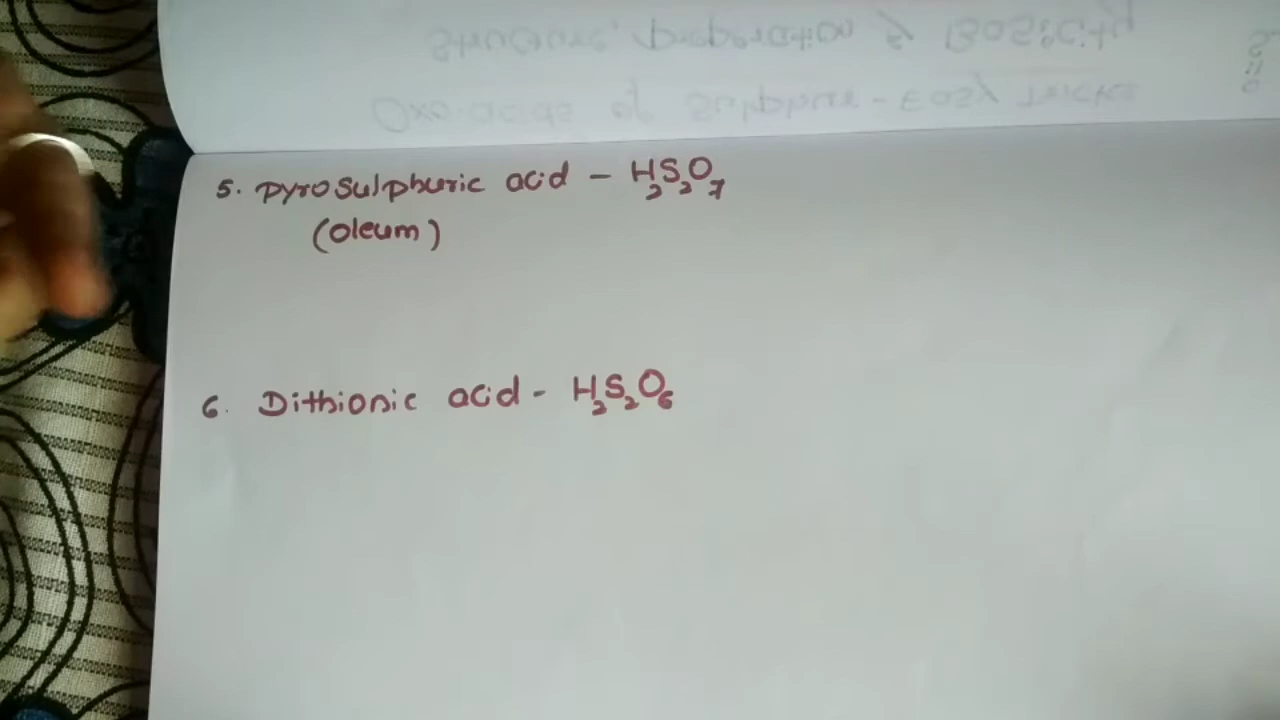 5. Pyrosulphuric acid - H₂S₂O₇
(Oleum)
6. Dithionic acid - H₂S₂O₆